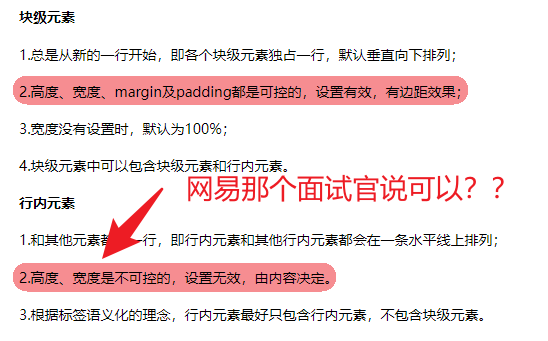 块级元素
1.总是从新的一行开始，即各个块级元素独占一行，默认垂直向下排列；
2.高度、宽度、margin及padding都是可控的，设置有效，有边距效果；
3.宽度没有设置时，默认为100%；
4.块级元素中可以包含块级元素和行内元素。
网易那个面试官说可以？？
行内元素
1.和其他元素都一行，即行内元素和其他行内元素都会在一条水平线上排列；
2.高度、宽度是不可控的，设置无效，由内容决定。
3.根据标签语义化的理念，行内元素最好只包含行内元素，不包含块级元素。